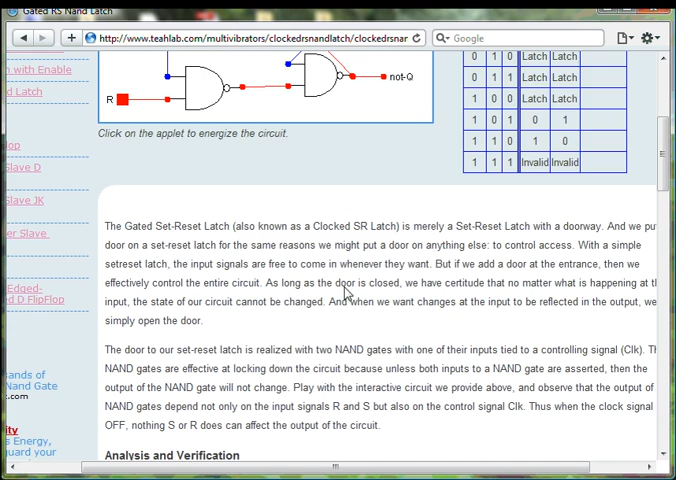 Gated RS Nand Latch
http://www.teahlab.com/multivibrators/clockedrsnandlatch/clockedrsnar
Google
n with Enable
d Latch
op
Slave D
Slave JK
er Slave
Edged-
d D FlipFlop
ands of
Nand Gate
t.com
ity
s Energy,
guard your
R
not-Q
Click on the applet to energize the circuit.
0 1 0 Latch Latch
0 1 1 Latch Latch
1 0 0 Latch Latch
1 0 1 0 1
1 1 0 1 0
1 1 1 Invalid Invalid
The Gated Set-Reset Latch (also known as a Clocked SR Latch) is merely a Set-Reset Latch with a doorway. And we pu
door on a set-reset latch for the same reasons we might put a door on anything else: to control access. With a simple
setreset latch, the input signals are free to come in whenever they want. But if we add a door at the entrance, then we
effectively control the entire circuit. As long as the door is closed, we have certitude that no matter what is happening at t
input, the state of our circuit cannot be changed. And when we want changes at the input to be reflected in the output, we
simply open the door.
The door to our set-reset latch is realized with two NAND gates with one of their inputs tied to a controlling signal (Clk). T
NAND gates are effective at locking down the circuit because unless both inputs to a NAND gate are asserted, then the
output of the NAND gate will not change. Play with the interactive circuit we provide above, and observe that the output of
NAND gates depend not only on the input signals R and S but also on the control signal Clk. Thus when the clock signal
OFF, nothing S or R does can affect the output of the circuit.
Analysis and Verification